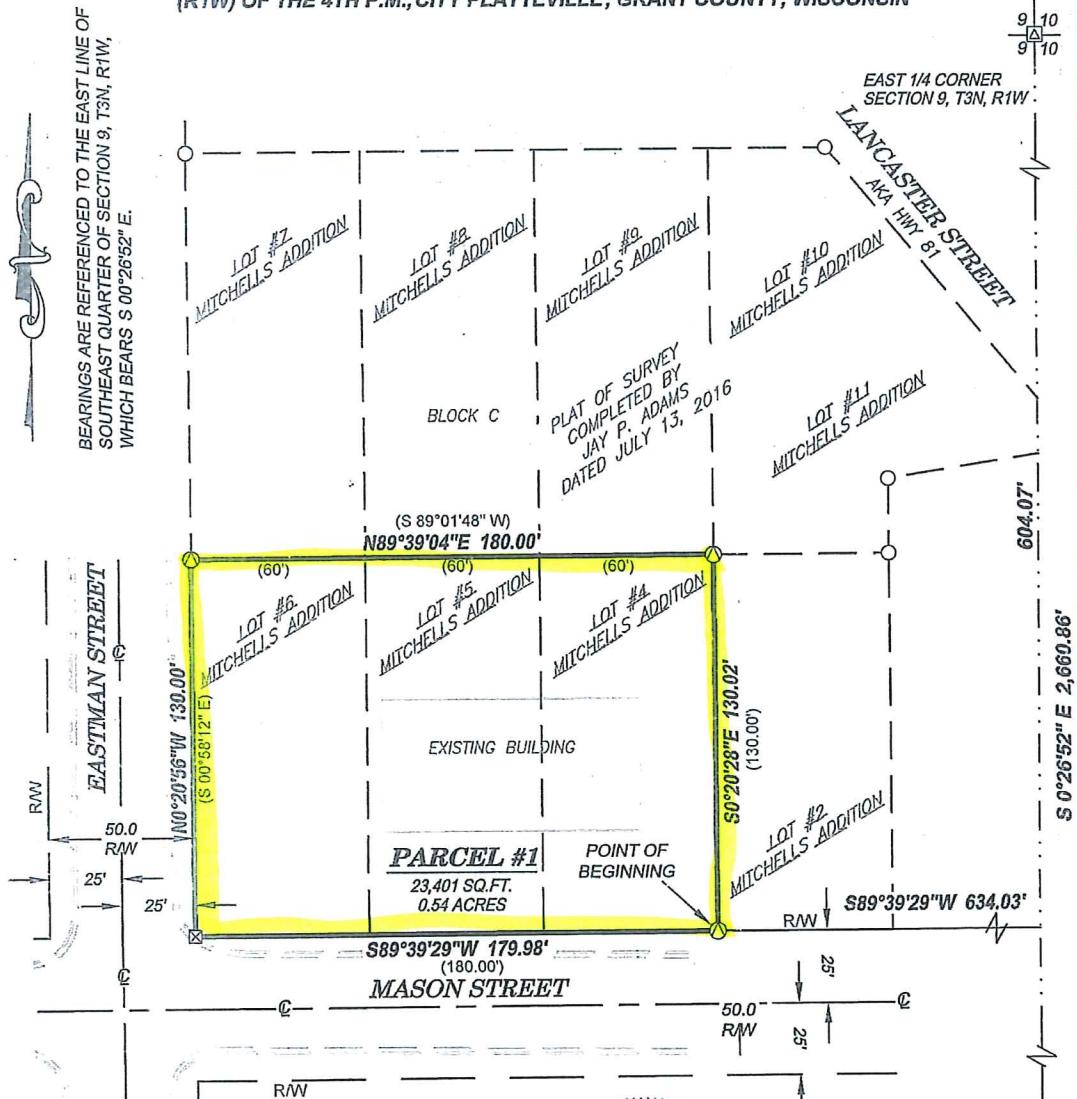 (R1W) OF THE 4TH P.M., CITY PLATTEVILLE, GRANT COUNTY, WISCONSIN
9 10
9 10
EAST 1/4 CORNER
SECTION 9, T3N, R1W
BEARINGS ARE REFERENCED TO THE EAST LINE OF
SOUTHEAST QUARTER OF SECTION 9, T3N, R1W,
WHICH BEARS S 00°26'52" E.
LANCASTER STREET
AKA HWY 81
LOT #7
MITCHELLS ADDITION
LOT #8
MITCHELLS ADDITION
LOT #9
MITCHELLS ADDITION
LOT #10
MITCHELLS ADDITION
LOT #11
MITCHELLS ADDITION
BLOCK C
PLAT OF SURVEY
COMPLETED BY
JAY P. ADAMS
DATED JULY 13, 2016
604.07'
S 0°26'52" E 2,660.86'
(S 89°01'48" W)
N89°39'04"E 180.00'
(60')
(60')
(60')
LOT #6
MITCHELLS ADDITION
LOT #5
MITCHELLS ADDITION
LOT #4
MITCHELLS ADDITION
EASTMAN STREET
℄
N0°20'56"W 130.00'
(S 00°58'12" E)
EXISTING BUILDING
S0°20'28"E 130.02'
(130.00')
LOT #2
MITCHELLS ADDITION
R/W
50.0
R/W
25'
25'
PARCEL #1
23,401 SQ.FT.
0.54 ACRES
POINT OF
BEGINNING
R/W
S89°39'29"W 634.03'
S89°39'29"W 179.98'
(180.00')
MASON STREET
℄
℄
℄
50.0
R/W
25'
25'
R/W